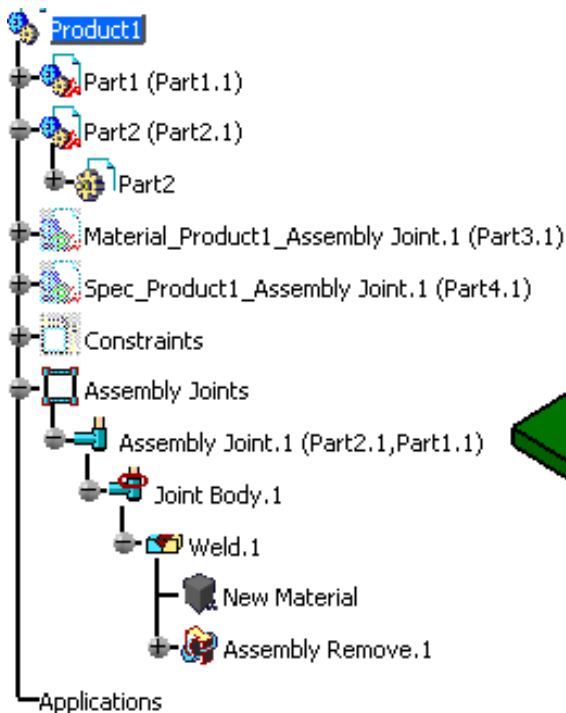 Product1
Part1 (Part1.1)
Part2 (Part2.1)
Part2
Material_Product1_Assembly Joint.1 (Part3.1)
Spec_Product1_Assembly Joint.1 (Part4.1)
Constraints
Assembly Joints
Assembly Joint.1 (Part2.1,Part1.1)
Joint Body.1
Weld.1
New Material
Assembly Remove.1
Applications